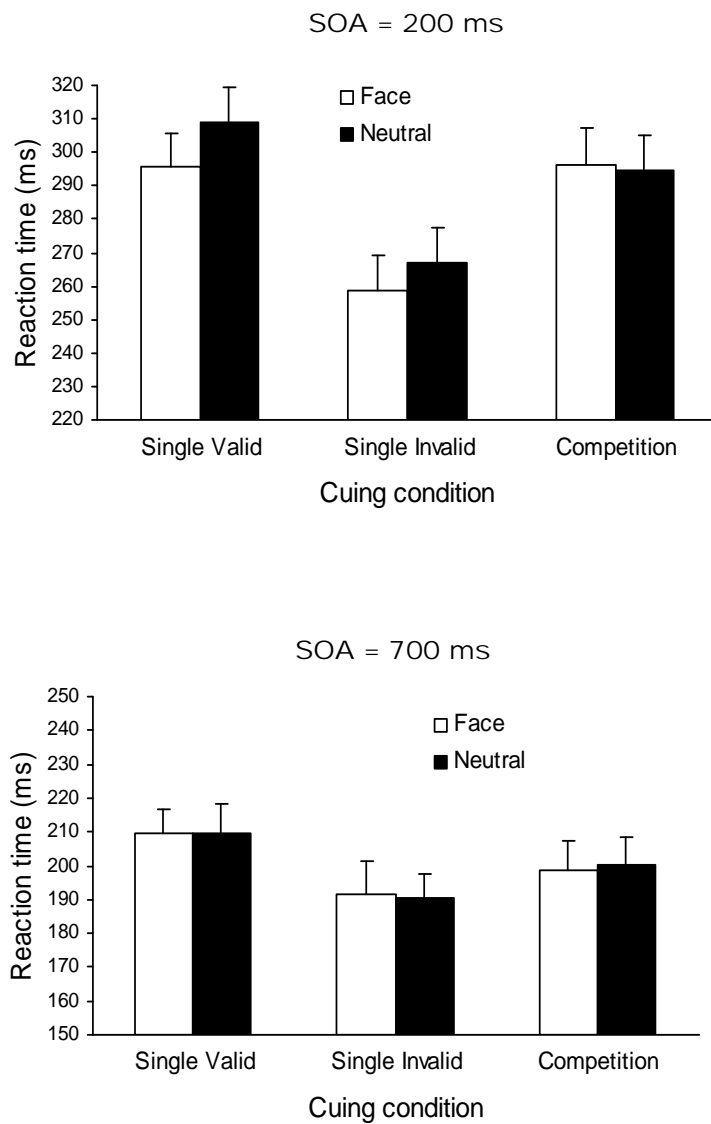 SOA = 200 ms
320
310
300
290
280
270
260
250
240
230
220
Reaction time (ms)
Face
Neutral
Single Valid Single Invalid Competition
Cuing condition
SOA = 700 ms
250
240
230
220
210
200
190
180
170
160
150
Reaction time (ms)
Face
Neutral
Single Valid Single Invalid Competition
Cuing condition